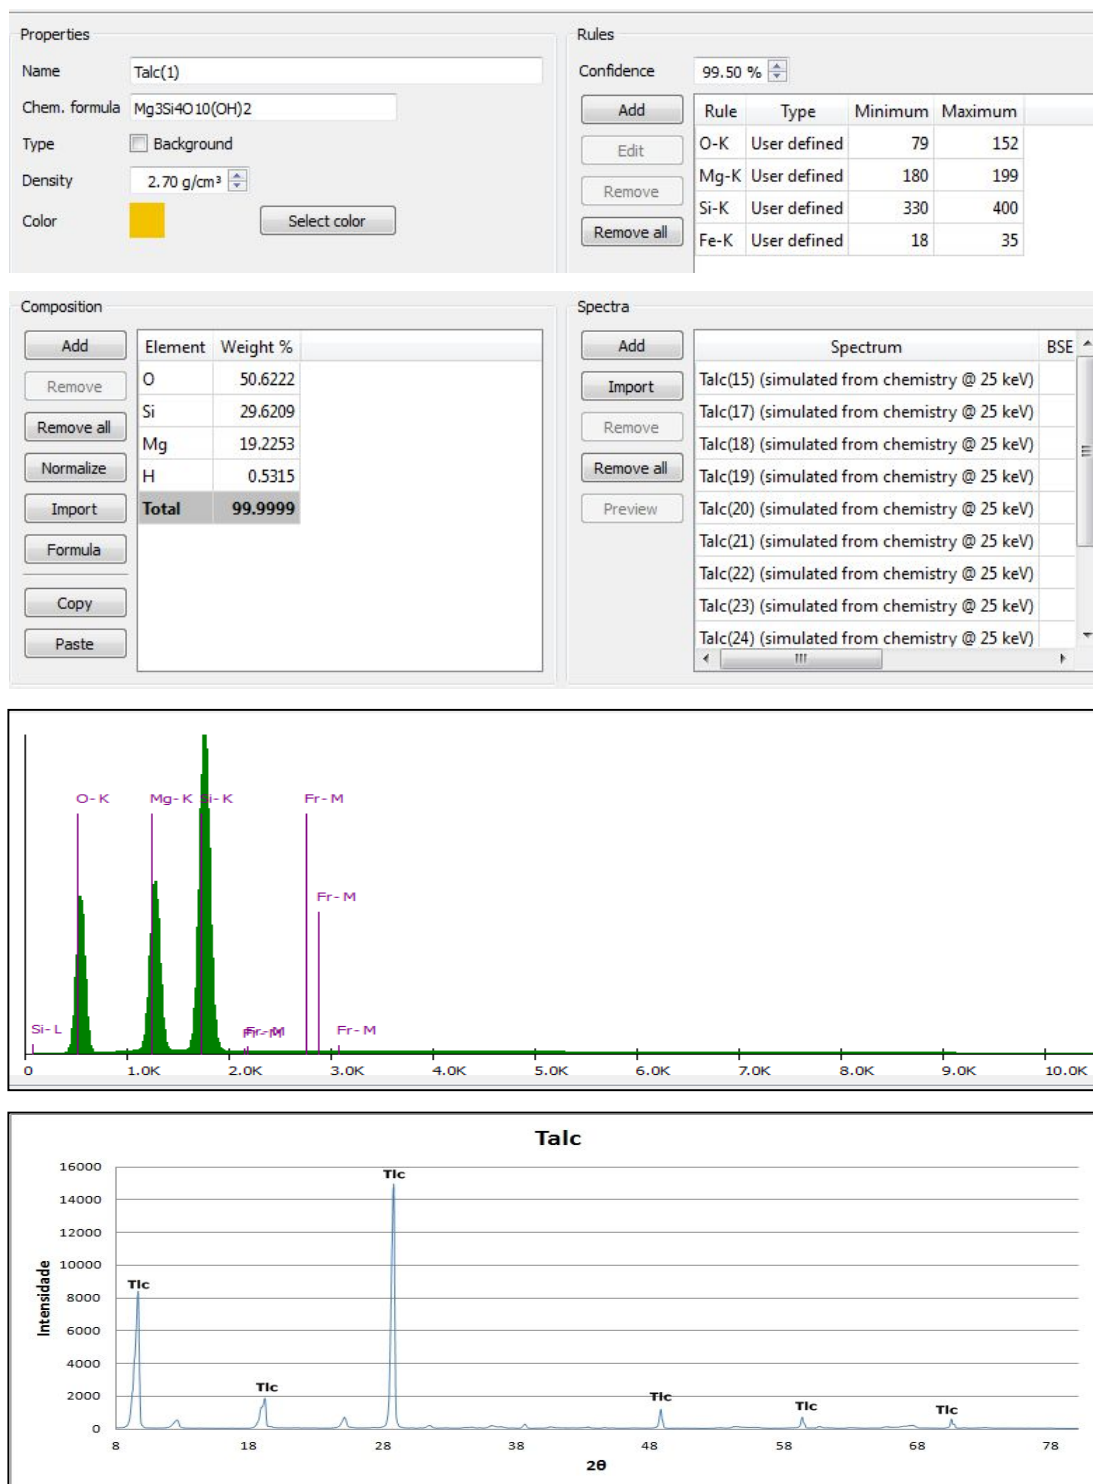 Properties
Name Talc(1)
Chem. formula Mg3Si4O10(OH)2
Type Background
Density 2.70 g/cm³
Color Select color
Rules
Confidence 99.50 %
Add
Edit
Remove
Remove all
Rule Type Minimum Maximum
O-K User defined 79 152
Mg-K User defined 180 199
Si-K User defined 330 400
Fe-K User defined 18 35
Composition
Add
Remove
Remove all
Normalize
Import
Formula
Copy
Paste
Element Weight %
O 50.6222
Si 29.6209
Mg 19.2253
H 0.5315
Total 99.9999
Spectra
Add
Import
Remove
Remove all
Preview
Spectrum BSE
Talc(15) (simulated from chemistry @ 25 keV)
Talc(17) (simulated from chemistry @ 25 keV)
Talc(18) (simulated from chemistry @ 25 keV)
Talc(19) (simulated from chemistry @ 25 keV)
Talc(20) (simulated from chemistry @ 25 keV)
Talc(21) (simulated from chemistry @ 25 keV)
Talc(22) (simulated from chemistry @ 25 keV)
Talc(23) (simulated from chemistry @ 25 keV)
Talc(24) (simulated from chemistry @ 25 keV)
O-K Mg-K Si-K Fr-M
Fr-M
Si-L Fr-M Fr-M
0 1.0K 2.0K 3.0K 4.0K 5.0K 6.0K 7.0K 8.0K 9.0K 10.0K
Talc
Intensidade
16000
14000
12000
10000
8000
6000
4000
2000
0
Tlc
Tlc
Tlc
Tlc
Tlc
Tlc
8 18 28 38 48 58 68 78
2θ